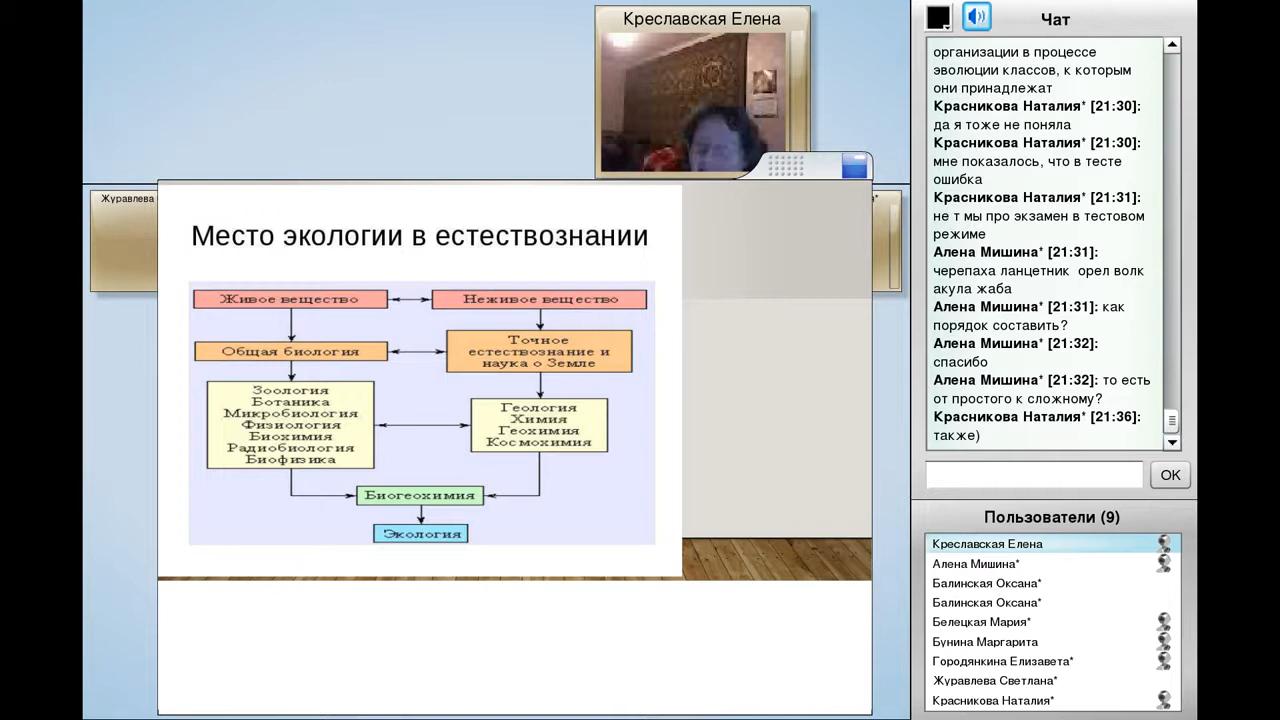 Креславская Елена
Журавлева
Место экологии в естествознании
Живое вещество
Неживое вещество
Общая биология
Точное
естествознание и
наука о Земле
Зоология
Ботаника
Микробиология
Физиология
Биохимия
Радиобиология
Биофизика
Геология
Химия
Геохимия
Космохимия
Биогеохимия
Экология
Чат
организации в процессе
эволюции классов, к которым
они принадлежат
Красникова Наталия* [21:30]:
да я тоже не поняла
Красникова Наталия* [21:30]:
мне показалось, что в тесте
ошибка
Красникова Наталия* [21:31]:
не т мы про экзамен в тестовом
режиме
Алена Мишина* [21:31]:
черепаха ланцетник орел волк
акула жаба
Алена Мишина* [21:31]: как
порядок составить?
Алена Мишина* [21:32]:
спасибо
Алена Мишина* [21:32]: то есть
от простого к сложному?
Красникова Наталия* [21:36]:
также)
OK
Пользователи (9)
Креславская Елена
Алена Мишина*
Балинская Оксана*
Балинская Оксана*
Белецкая Мария*
Бунина Маргарита
Городянкина Елизавета*
Журавлева Светлана*
Красникова Наталия*